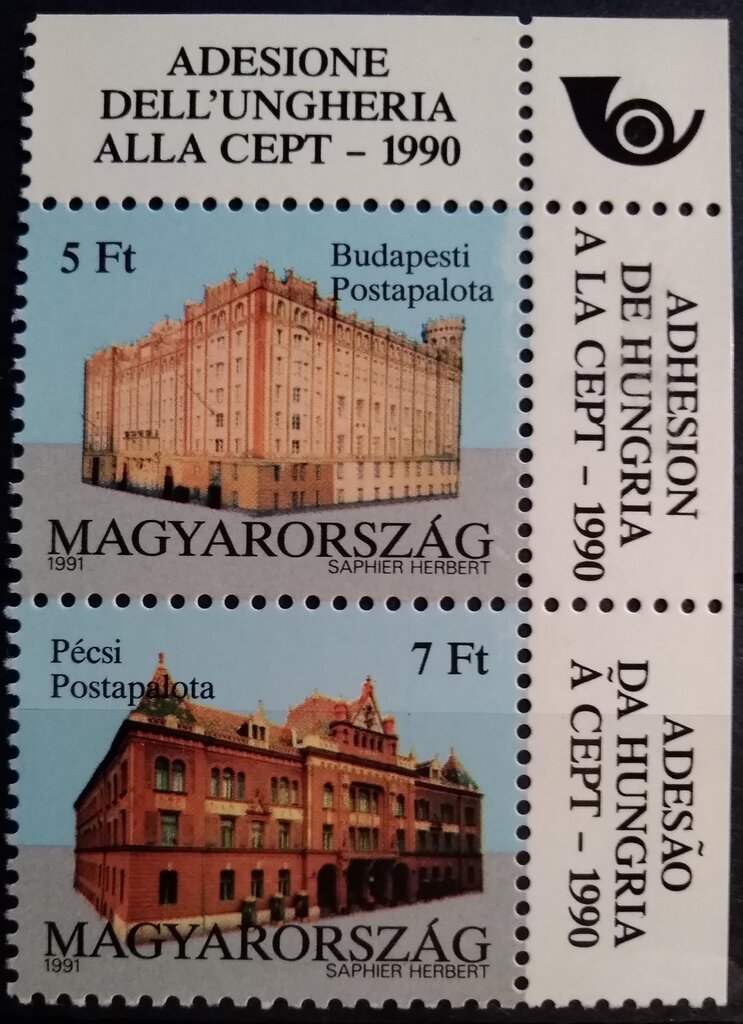 ADESIONE
DELL'UNGHERIA
ALLA CEPT – 1990
5 Ft
Budapesti
Postapalota
MAGYARORSZÁG
1991
SAPHIER HERBERT
ADHESION
DE HUNGRIA
A LA CEPT – 1990
Pécsi
Postapalota
7 Ft
MAGYARORSZÁG
1991
SAPHIER HERBERT
ADESÃO
DA HUNGRIA
Ã CEPT – 1990